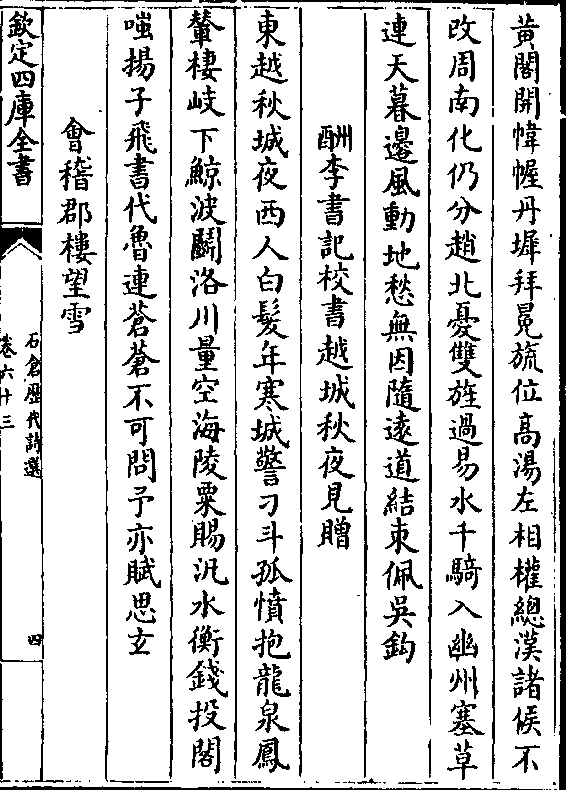 黄閣開幃幄丹墀拜冕旒位高湯左相權總漢諸侯不
改周南化仍分趙北憂雙旌過易水千騎入幽州塞草
連天暮邊風動地愁無因隨遠道結束佩吳鈎
酬李書記校書越城秋夜見贈
東越秋城夜西人白髮年寒城警刁斗孤憤抱龍泉鳳
輦棲岐下鯨波鬭洛川量空海陵粟賜汎水衡錢投閣
嗤揚子飛書代魯連蒼蒼不可問予亦賦思玄
會稽郡樓望雪
欽定四庫全書
石倉歴代詩選
卷六十三
四